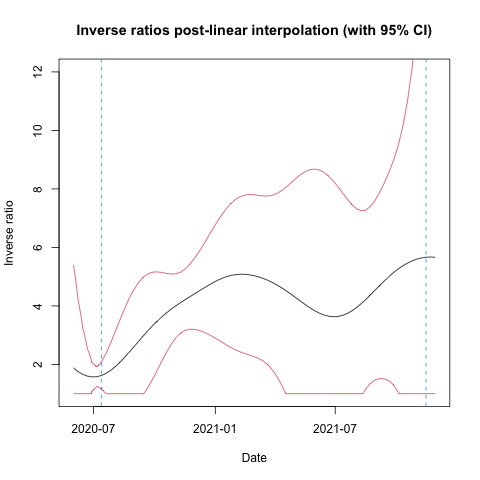 Inverse ratios post-linear interpolation (with 95% CI)
12
10
8
6
4
2
Inverse ratio
2020-07 2021-01 2021-07
Date